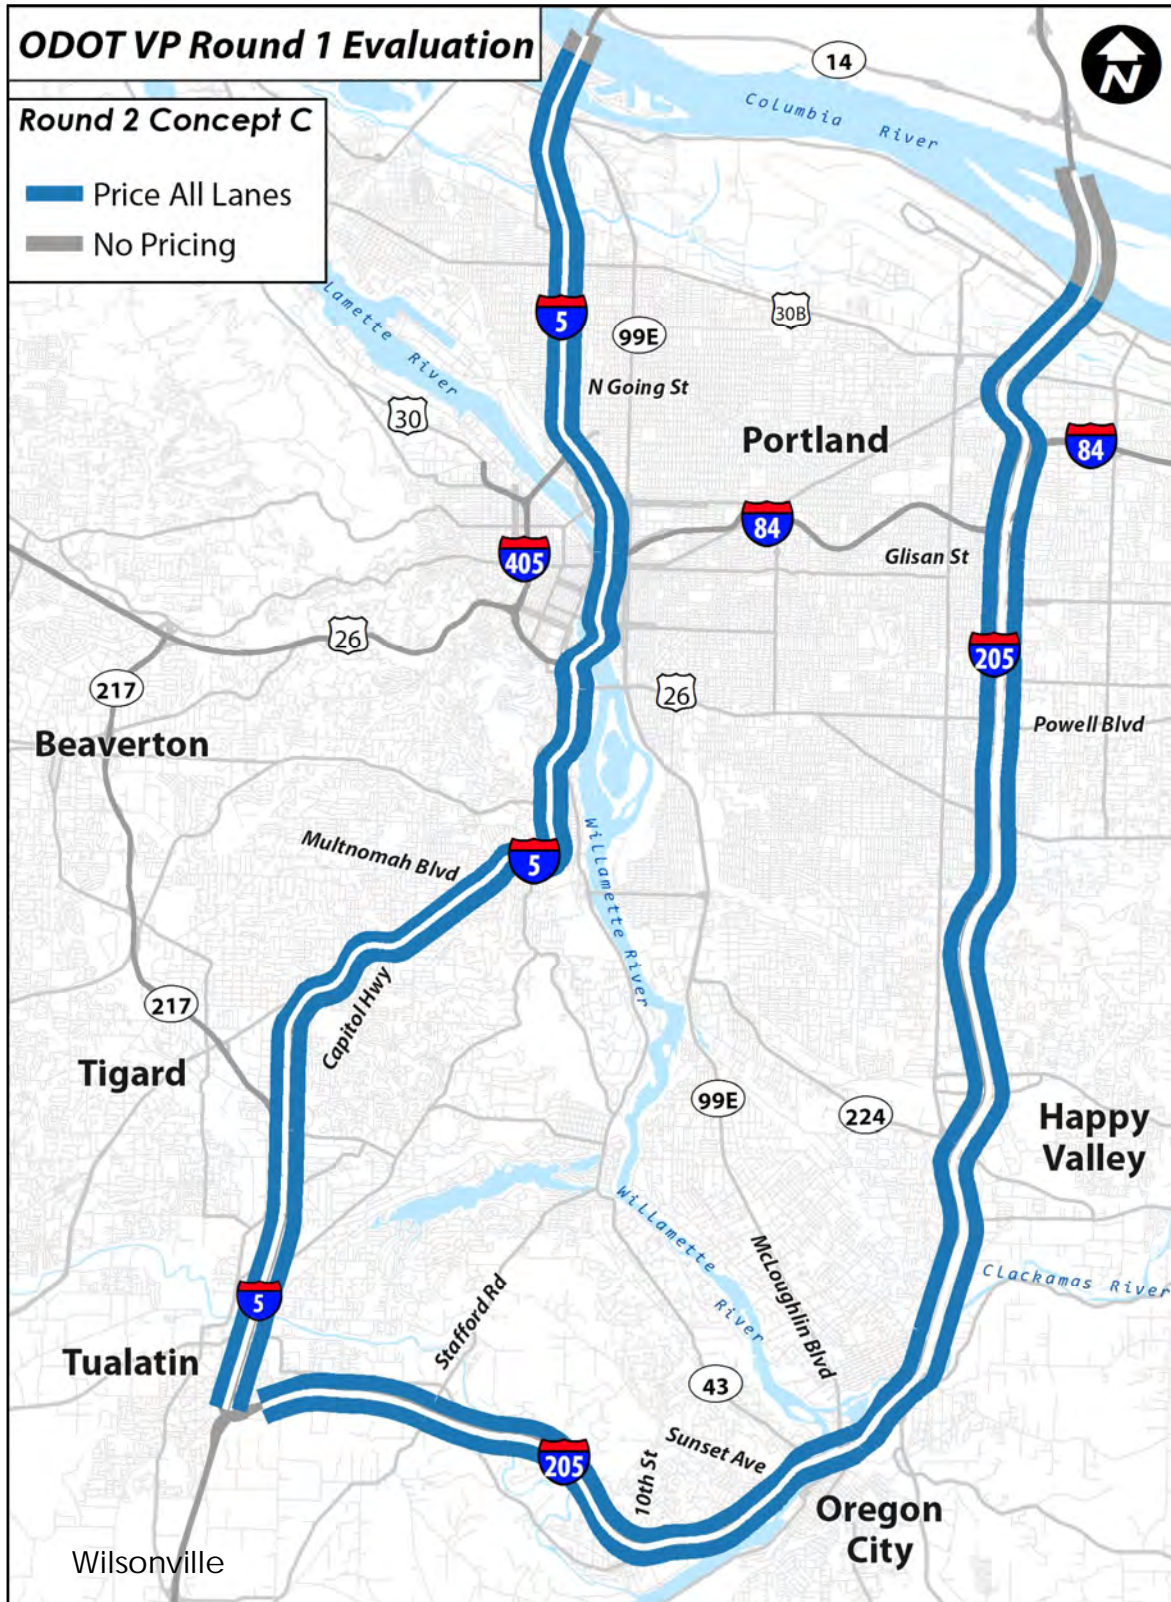 ODOT VP Round 1 Evaluation
Round 2 Concept C
Price All Lanes
No Pricing
N
14
Columbia River
5
99E
30B
N Going St
lamette River
30
Portland
84
84
405
Glisan St
26
205
217
26
Beaverton
Powell Blvd
Multnomah Blvd
5
Willamette River
217
Capitol Hwy
Tigard
99E
224
Happy
Valley
Willamette River
McLoughlin Blvd
Clackamas River
5
Stafford Rd
Tualatin
43
Sunset Ave
205
10th St
Oregon
City
Wilsonville